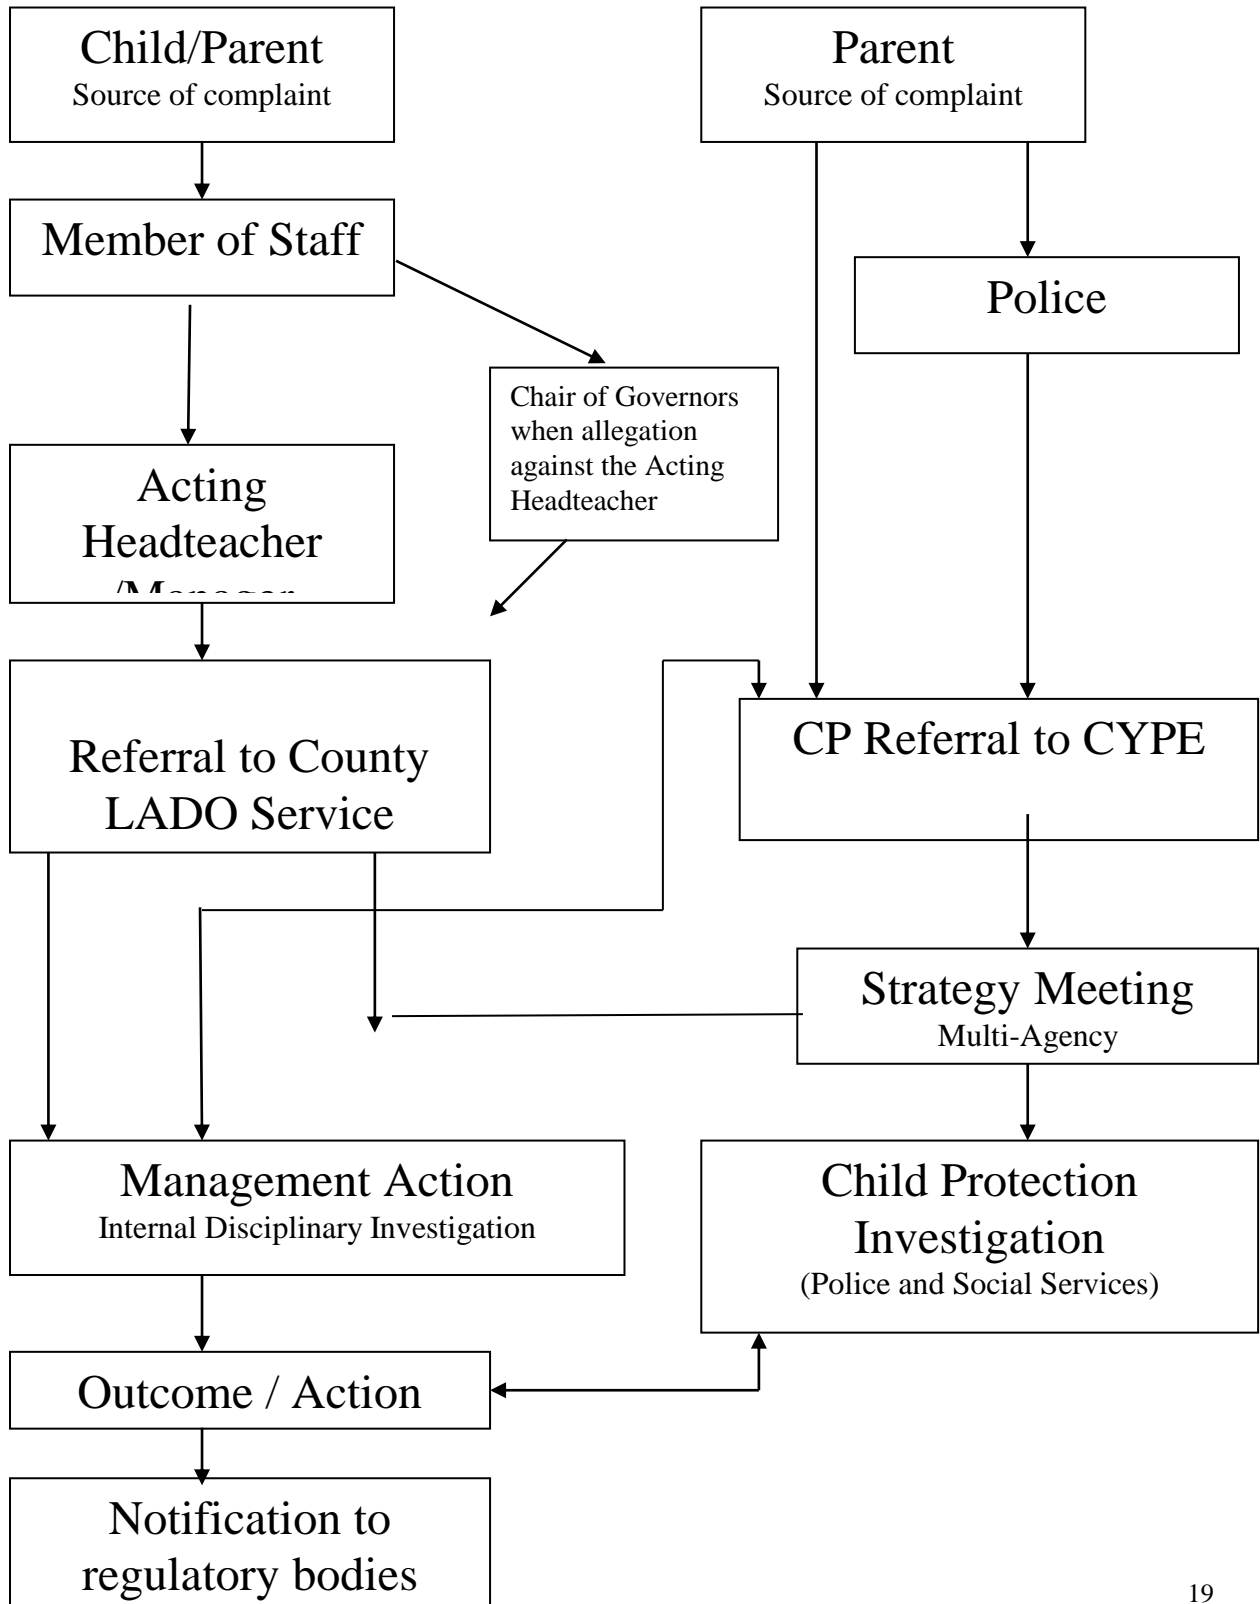 Child/Parent
Source of complaint
Parent
Source of complaint
Member of Staff
Police
Chair of Governors
when allegation
against the Acting
Headteacher
Acting
Headteacher
/Manager
Referral to County
LADO Service
CP Referral to CYPE
Strategy Meeting
Multi-Agency
Management Action
Internal Disciplinary Investigation
Child Protection
Investigation
(Police and Social Services)
Outcome / Action
Notification to
regulatory bodies
19